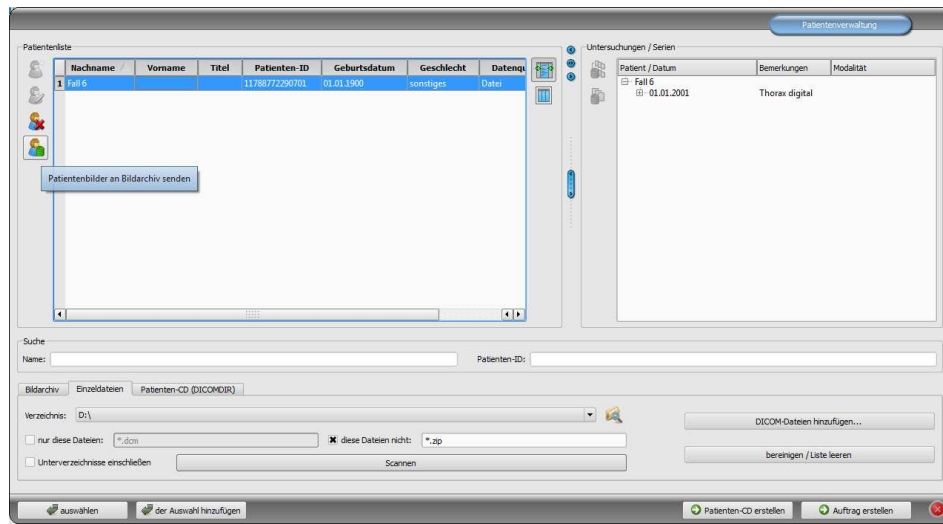 Patientenverwaltung
Patientenliste
Nachname Vorname Titel Patienten-ID Geburtsdatum Geschlecht Datenqu
1 Fall 6 11788772290701 01.01.1900 sonstiges Datei
Patientenbilder an Bildarchiv senden
Untersuchungen / Serien
Patient / Datum Bemerkungen Modalität
Fall 6
01.01.2001 Thorax digital
Suche
Name: Patienten-ID:
Bildarchiv Einzeldateien Patienten-CD (DICOMDIR)
Verzeichnis: D:\
DICOM-Dateien hinzufügen...
nur diese Dateien: *.dcm diese Dateien nicht: *.zip
bereinigen / Liste leeren
Unterverzeichnisse einschließen Scannen
auswählen der Auswahl hinzufügen Patienten-CD erstellen Auftrag erstellen